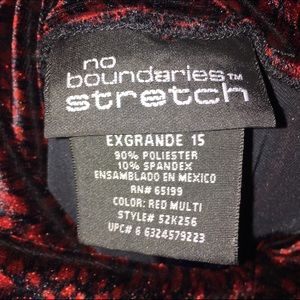 no
boundaries™
stretch
EXGRANDE 15
90% POLIESTER
10% SPANDEX
ENSAMBLADO EN MEXICO
RN# 65199
COLOR: RED MULTI
STYLE# 52K256
UPC# 6 6324579223